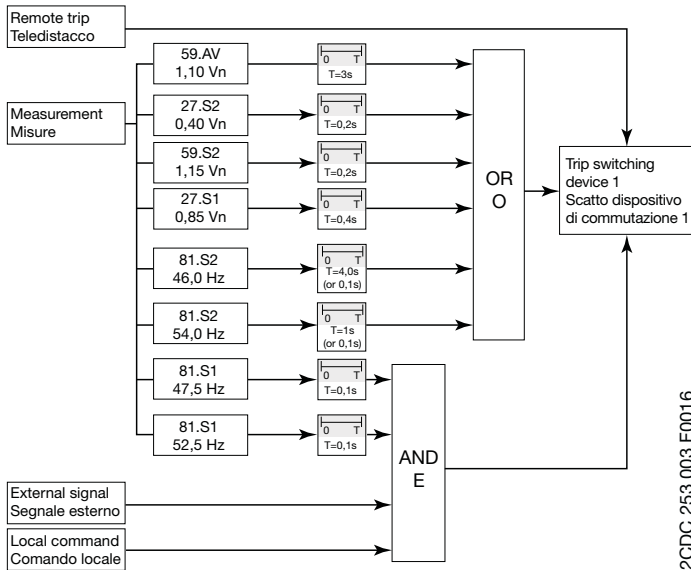 Remote trip
Teledistacco
Measurement
Misure
59.AV
1,10 Vn
0 T
T=3s
27.S2
0,40 Vn
0 T
T=0,2s
59.S2
1,15 Vn
0 T
T=0,2s
27.S1
0,85 Vn
0 T
T=0,4s
81.S2
46,0 Hz
0 T
T=4,0s
(or 0,1s)
81.S2
54,0 Hz
0 T
T=1s
(or 0,1s)
81.S1
47,5 Hz
0 T
T=0,1s
81.S1
52,5 Hz
0 T
T=0,1s
OR
O
AND
E
Trip switching
device 1
Scatto dispositivo
di commutazione 1
External signal
Segnale esterno
Local command
Comando locale
2CDC 253 003 F0016